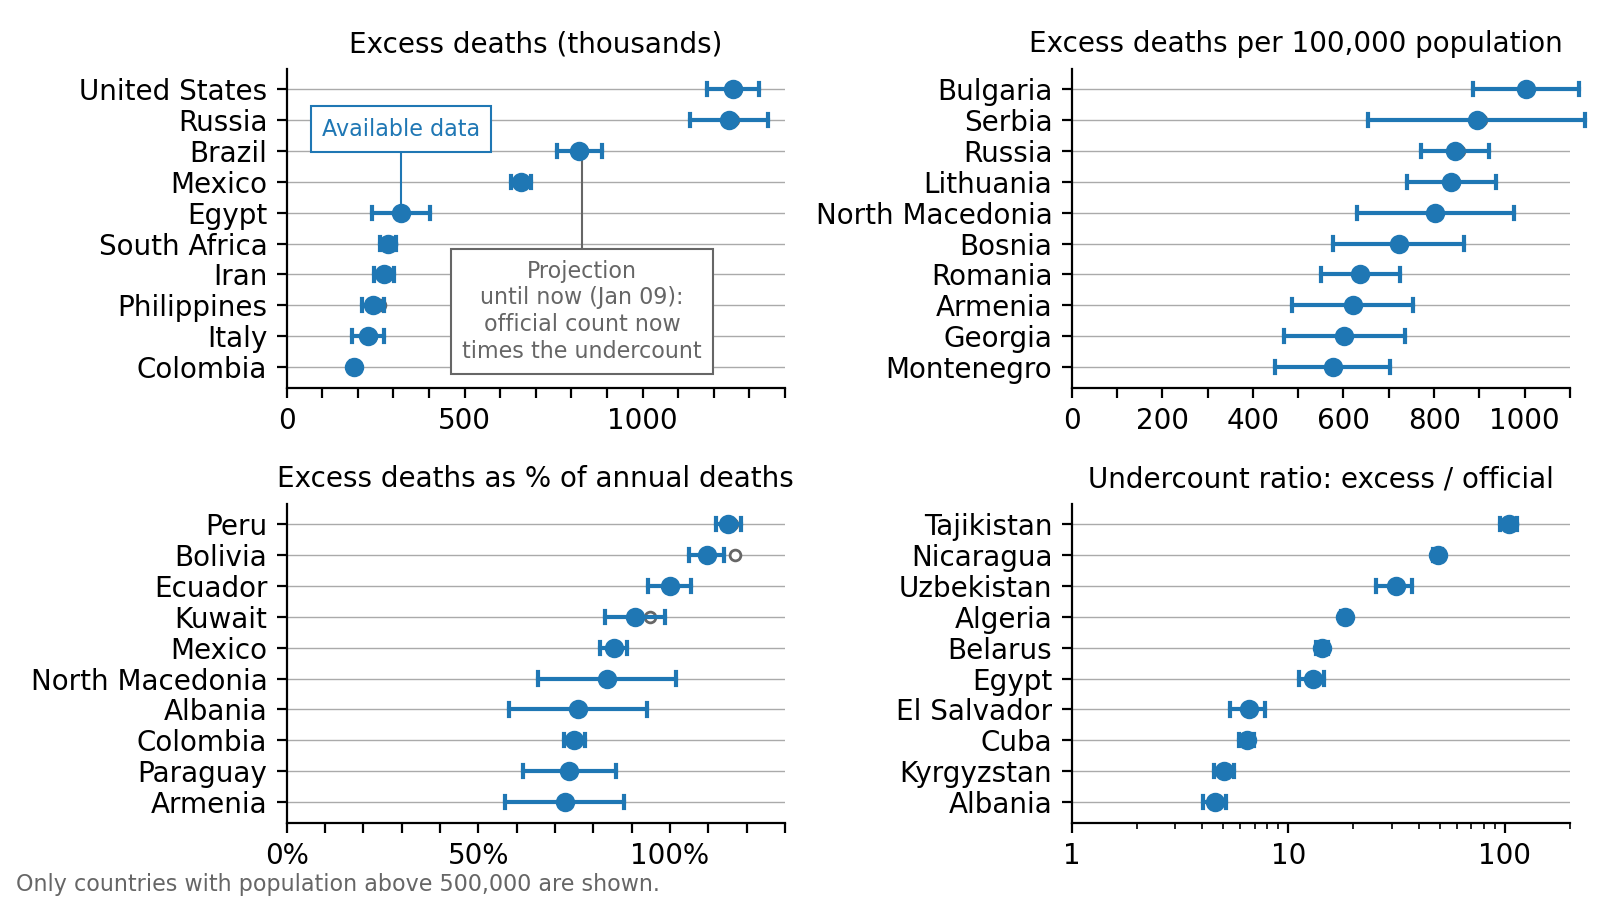 Excess deaths (thousands)
United States
Russia
Brazil
Mexico
Egypt
South Africa
Iran
Philippines
Italy
Colombia
Available data
Projection
until now (Jan 09):
official count now
times the undercount
0 500 1000
Excess deaths per 100,000 population
Bulgaria
Serbia
Russia
Lithuania
North Macedonia
Bosnia
Romania
Armenia
Georgia
Montenegro
0 200 400 600 800 1000
Excess deaths as % of annual deaths
Peru
Bolivia
Ecuador
Kuwait
Mexico
North Macedonia
Albania
Colombia
Paraguay
Armenia
0% 50% 100%
Undercount ratio: excess / official
Tajikistan
Nicaragua
Uzbekistan
Algeria
Belarus
Egypt
El Salvador
Cuba
Kyrgyzstan
Albania
1 10 100
Only countries with population above 500,000 are shown.